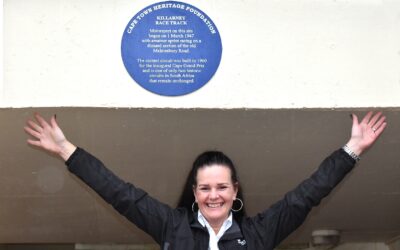 CAPE TOWN HERITAGE FOUNDATION
KILLARNEY
RACE TRACK
Motorsport on this site
began on 1 March 1947
with amateur sprint racing on a
disused section of the old
Malmesbury Road.
The current circuit was built in 1960
for the inaugural Cape Grand Prix
and is one of only two historic
circuits in South Africa
that remain unchanged.